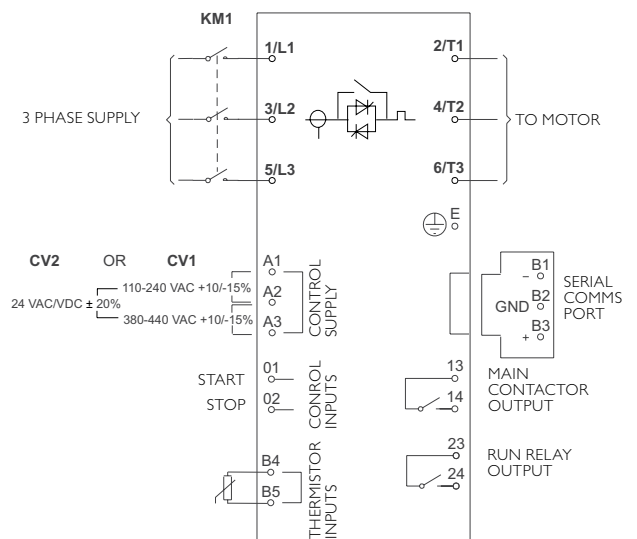 KM1
1/L1
2/T1
3 PHASE SUPPLY
3/L2
4/T2
TO MOTOR
5/L3
6/T3
E
CV2 OR CV1
A1
110-240 VAC +10/-15%
A2
24 VAC/VDC ± 20%
380-440 VAC +10/-15%
A3
CONTROL
SUPPLY
B1
−
B2
GND
B3
+
SERIAL
COMMS
PORT
START
01
STOP
02
CONROL
INPUTS
13
14
MAIN
CONTACTOR
OUTPUT
B4
B5
THERMISTOR
INPUTS
23
24
RUN RELAY
OUTPUT